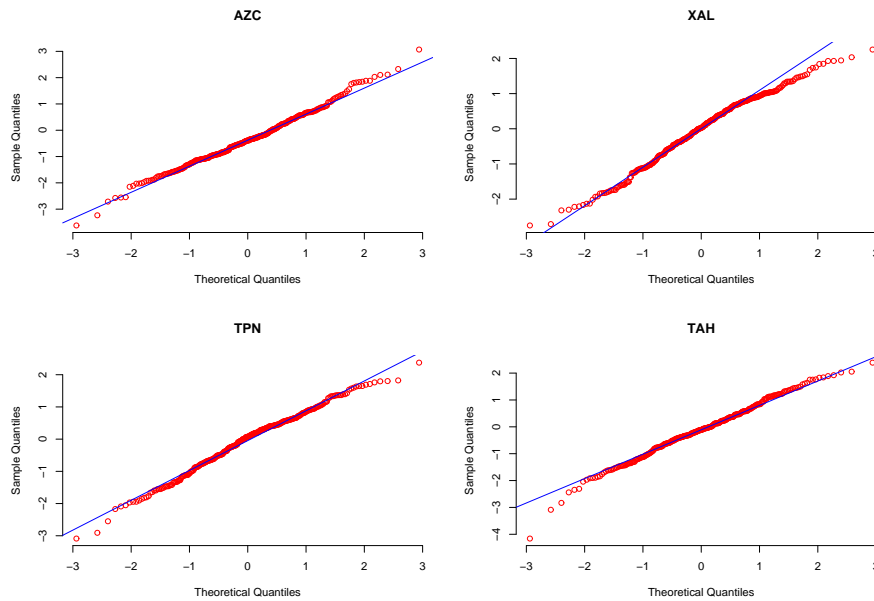 AZC
3
2
1
0
−1
−2
−3
Sample Quantiles
−3 −2 −1 0 1 2 3
Theoretical Quantiles
XAL
2
1
0
−1
−2
Sample Quantiles
−3 −2 −1 0 1 2 3
Theoretical Quantiles
TPN
2
1
0
−1
−2
−3
Sample Quantiles
−3 −2 −1 0 1 2 3
Theoretical Quantiles
TAH
2
1
0
−1
−2
−3
−4
Sample Quantiles
−3 −2 −1 0 1 2 3
Theoretical Quantiles